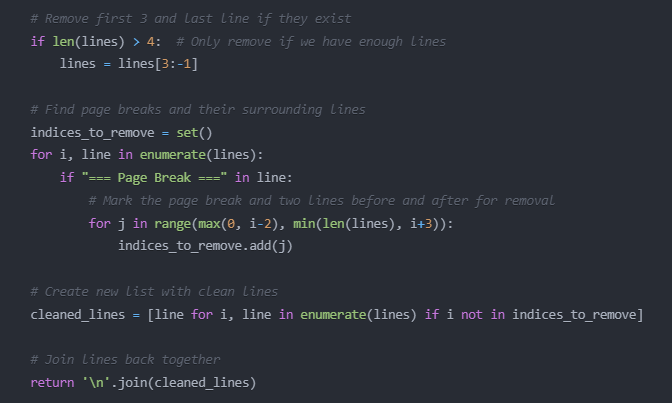 # Remove first 3 and last line if they exist
if len(lines) > 4:  # Only remove if we have enough lines
    lines = lines[3:-1]

# Find page breaks and their surrounding lines
indices_to_remove = set()
for i, line in enumerate(lines):
    if "=== Page Break ===" in line:
        # Mark the page break and two lines before and after for removal
        for j in range(max(0, i-2), min(len(lines), i+3)):
            indices_to_remove.add(j)

# Create new list with clean lines
cleaned_lines = [line for i, line in enumerate(lines) if i not in indices_to_remove]

# Join lines back together
return '\n'.join(cleaned_lines)